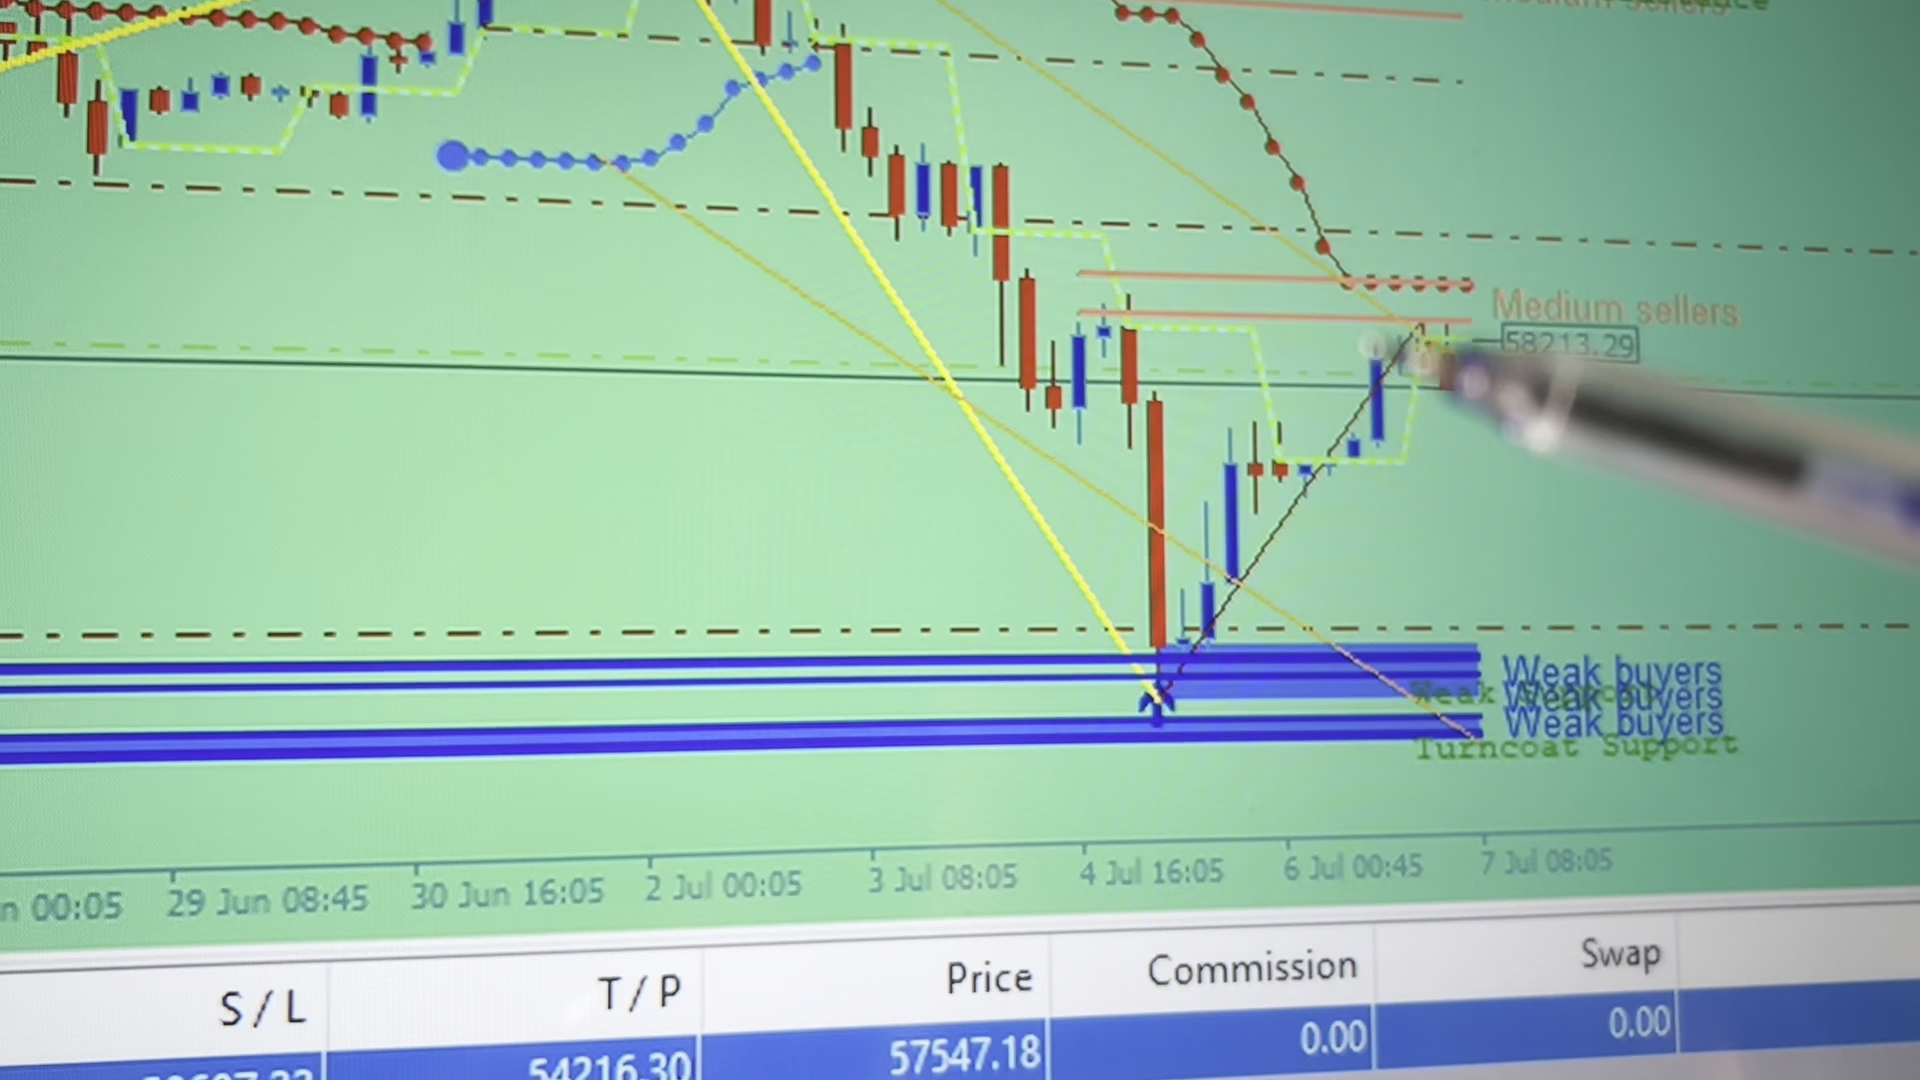 Medium sellers
58213.29
Weak buyers
Weak buyers
Weak buyers
Turncoat Support
00:05
29 Jun 08:45
30 Jun 16:05
2 Jul 00:05
3 Jul 08:05
4 Jul 16:05
6 Jul 00:45
7 Jul 08:05
S / L
T / P
Price
Commission
Swap
54216.30
57547.18
0.00
0.00